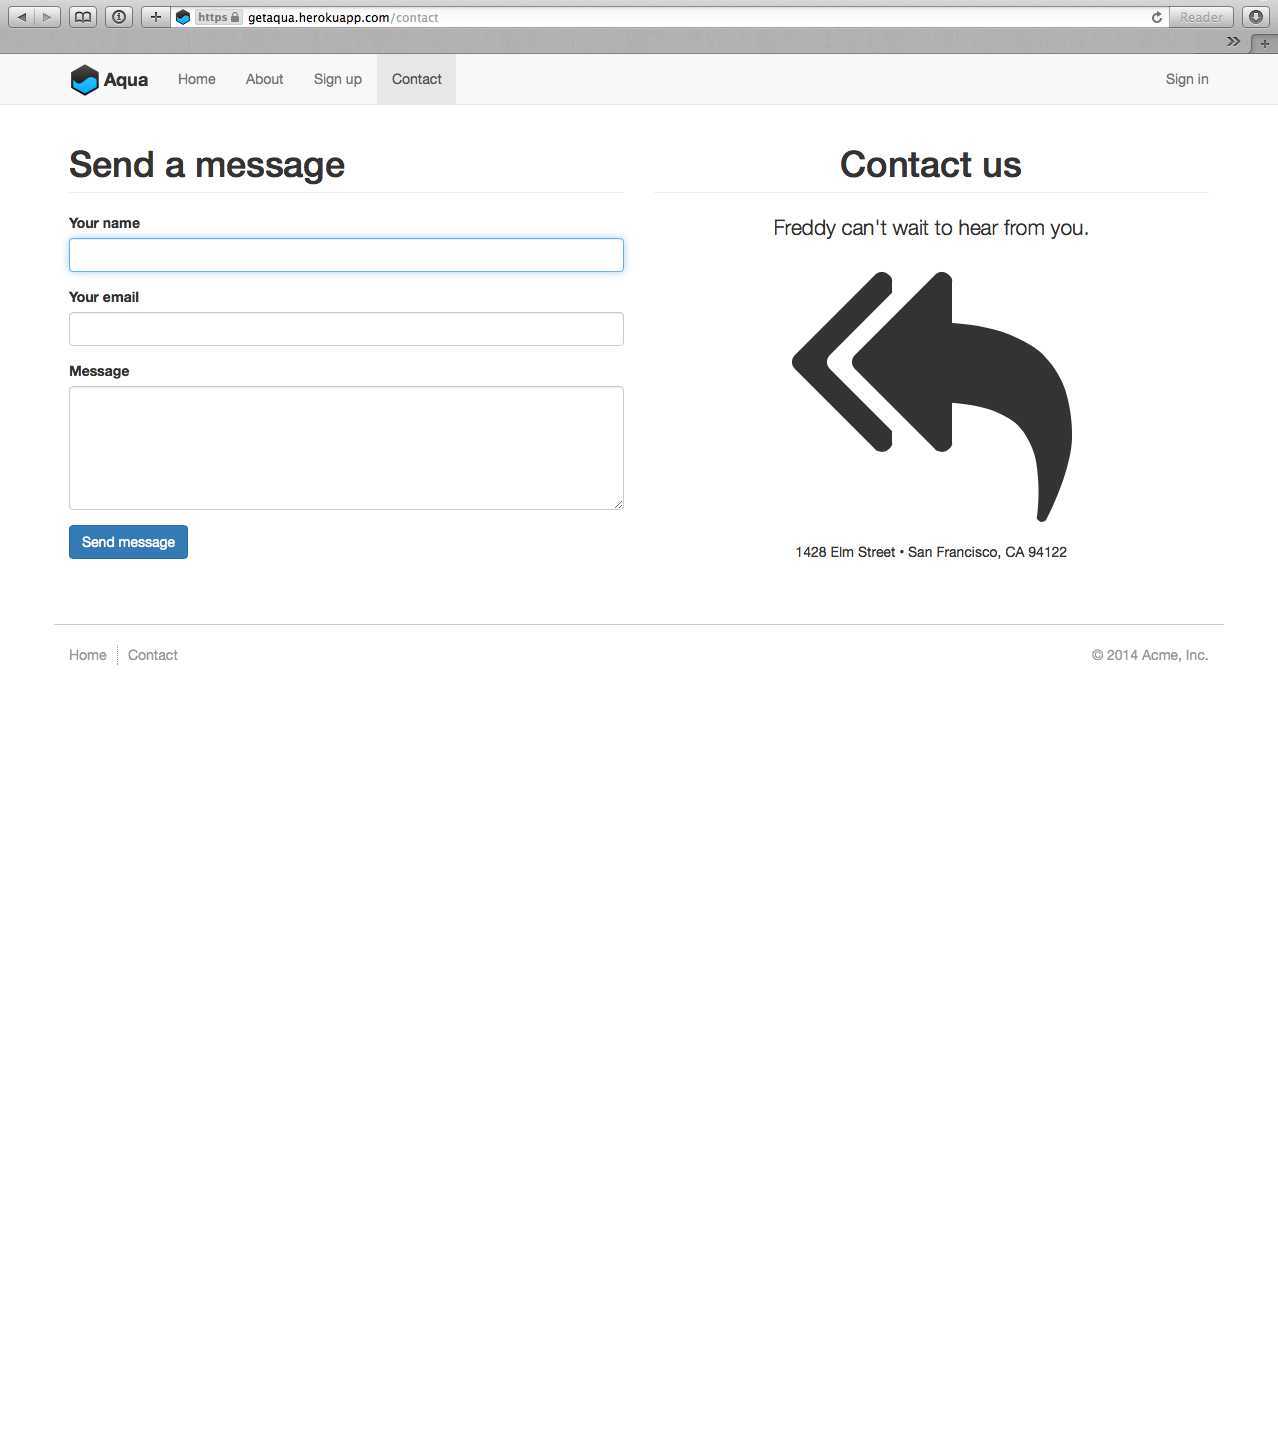 https getaqua.herokuapp.com/contact Reader
Aqua Home About Sign up Contact Sign in
Send a message
Your name
Your email
Message
Send message
Contact us
Freddy can't wait to hear from you.
1428 Elm Street • San Francisco, CA 94122
Home Contact © 2014 Acme, Inc.